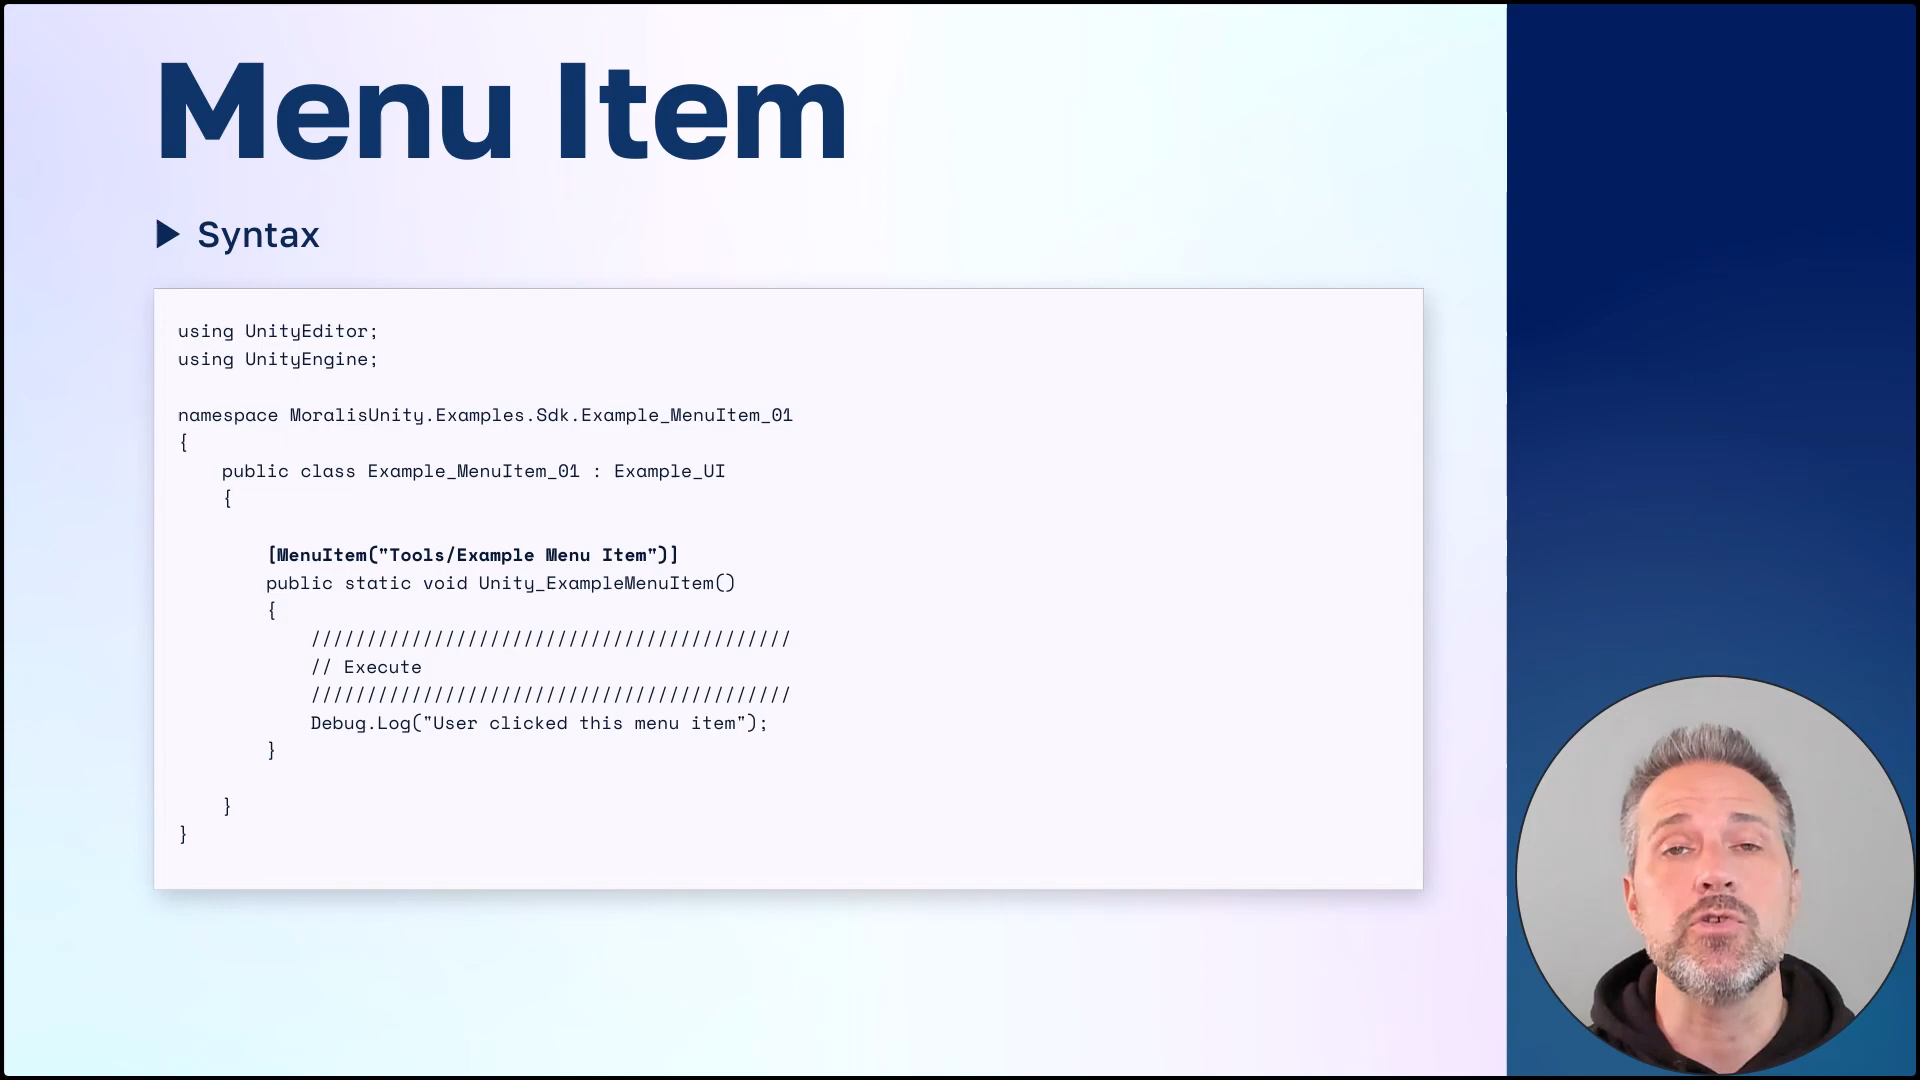 Menu Item
Syntax
using UnityEditor;
using UnityEngine;
namespace MoralisUnity.Examples.Sdk.Example_MenuItem_01
{
public class Example_MenuItem_01 : Example_UI
{
[MenuItem("Tools/Example Menu Item")]
public static void Unity_ExampleMenuItem()
{
///////////////////////////////////////////
// Execute
///////////////////////////////////////////
Debug.Log("User clicked this menu item");
}
}
}